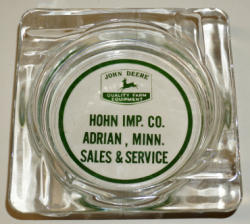 JOHN DEERE
QUALITY FARM
EQUIPMENT
HOHN IMP. CO.
ADRIAN, MINN.
SALES & SERVICE